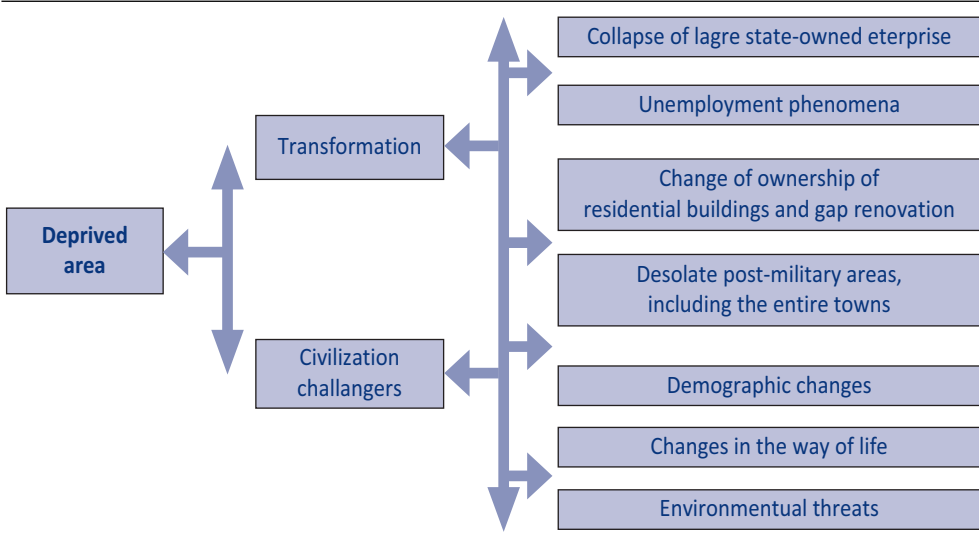 Deprived
area
Transformation
Civilization
challangers
Collapse of lagre state-owned eterprise
Unemployment phenomena
Change of ownership of
residential buildings and gap renovation
Desolate post-military areas,
including the entire towns
Demographic changes
Changes in the way of life
Environmentual threats